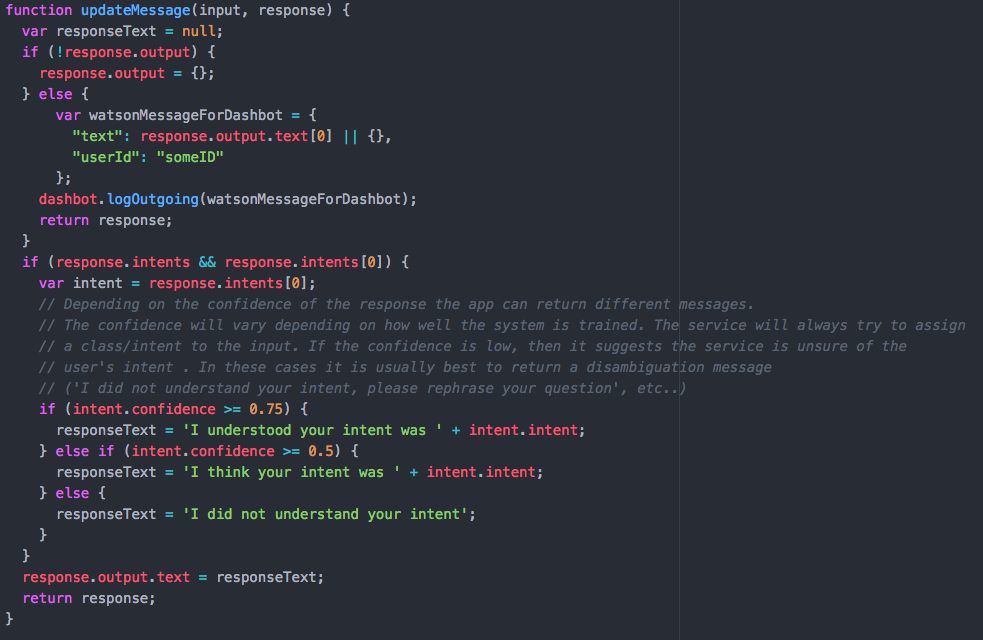 function updateMessage(input, response) {
  var responseText = null;
  if (!response.output) {
    response.output = {};
  } else {
      var watsonMessageForDashbot = {
        "text": response.output.text[0] || {},
        "userId": "someID"
      };
    dashbot.logOutgoing(watsonMessageForDashbot);
    return response;
  }
  if (response.intents && response.intents[0]) {
    var intent = response.intents[0];
    // Depending on the confidence of the response the app can return different messages.
    // The confidence will vary depending on how well the system is trained. The service will always try to assign
    // a class/intent to the input. If the confidence is low, then it suggests the service is unsure of the
    // user's intent . In these cases it is usually best to return a disambiguation message
    // ('I did not understand your intent, please rephrase your question', etc..)
    if (intent.confidence >= 0.75) {
      responseText = 'I understood your intent was ' + intent.intent;
    } else if (intent.confidence >= 0.5) {
      responseText = 'I think your intent was ' + intent.intent;
    } else {
      responseText = 'I did not understand your intent';
    }
  }
  response.output.text = responseText;
  return response;
}